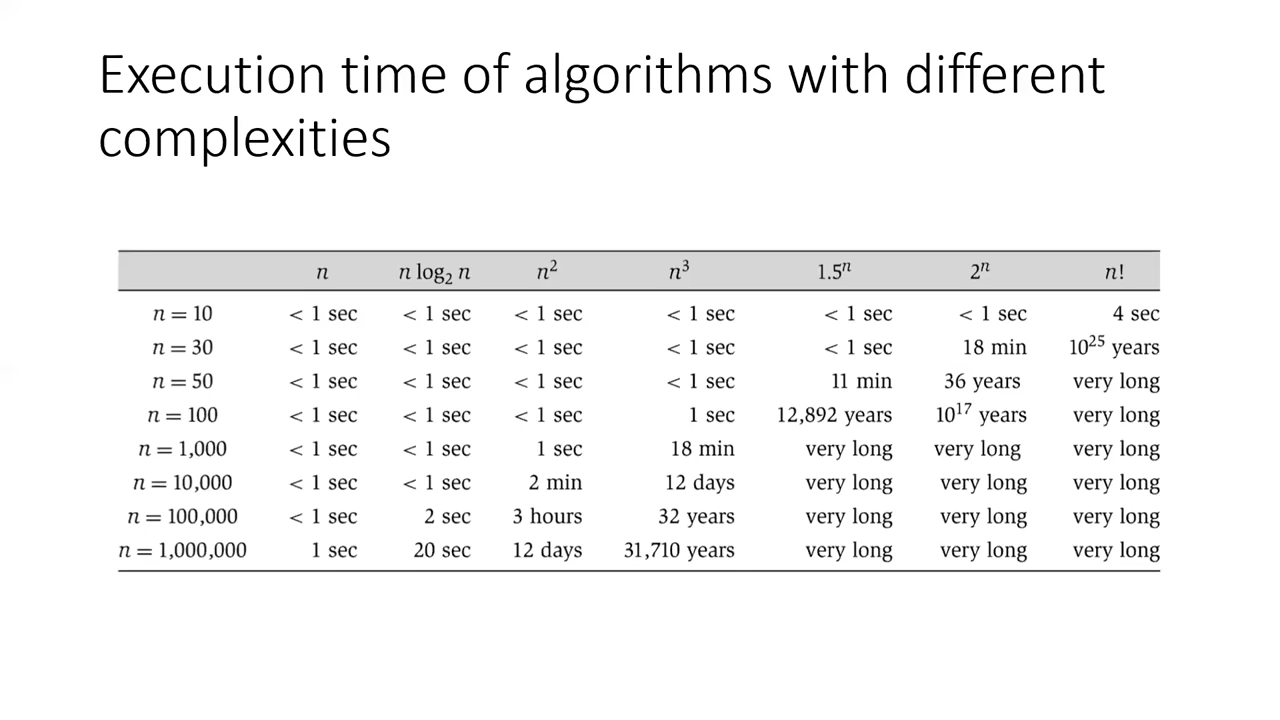 Execution time of algorithms with different
complexities
n n log₂ n n² n³ 1.5ⁿ 2ⁿ n!
n = 10 < 1 sec < 1 sec < 1 sec < 1 sec < 1 sec < 1 sec 4 sec
n = 30 < 1 sec < 1 sec < 1 sec < 1 sec < 1 sec 18 min 10²⁵ years
n = 50 < 1 sec < 1 sec < 1 sec < 1 sec 11 min 36 years very long
n = 100 < 1 sec < 1 sec < 1 sec 1 sec 12,892 years 10¹⁷ years very long
n = 1,000 < 1 sec < 1 sec 1 sec 18 min very long very long very long
n = 10,000 < 1 sec < 1 sec 2 min 12 days very long very long very long
n = 100,000 < 1 sec 2 sec 3 hours 32 years very long very long very long
n = 1,000,000 1 sec 20 sec 12 days 31,710 years very long very long very long